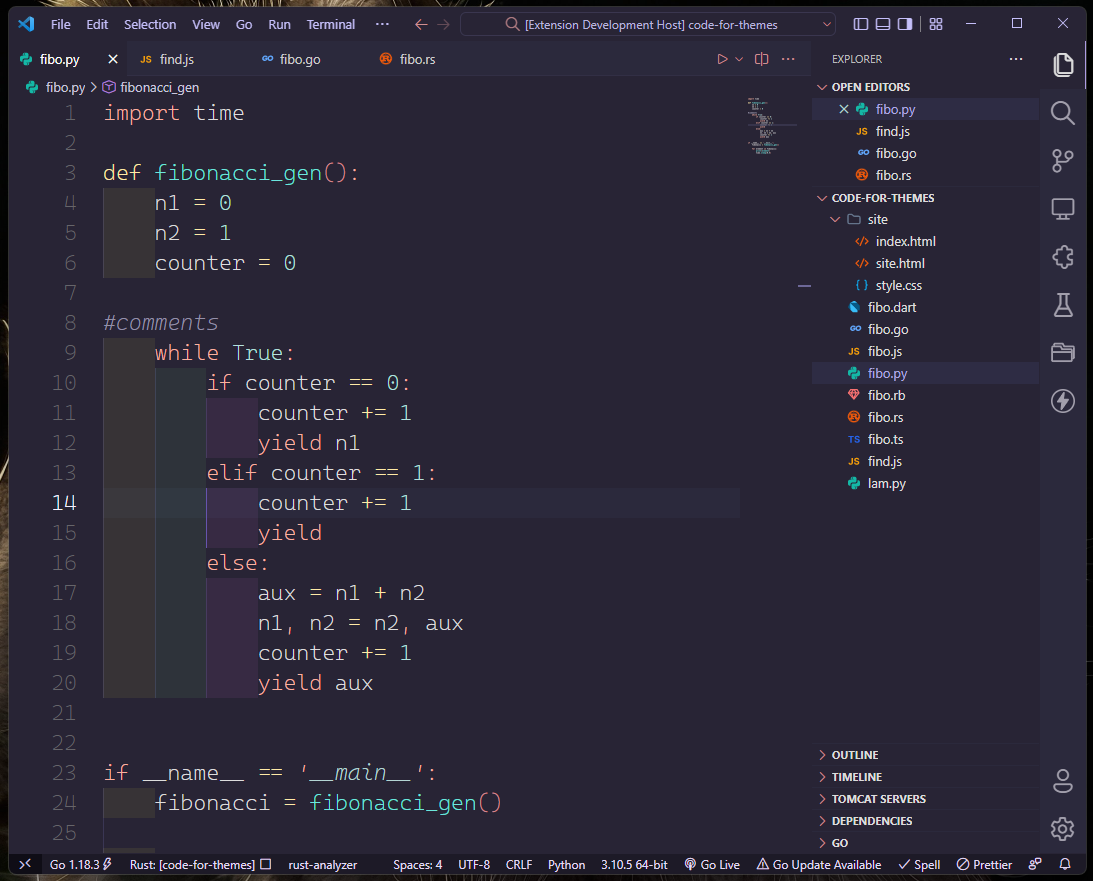 File Edit Selection View Go Run Terminal ··· [Extension Development Host] code-for-themes
fibo.py JS find.js GO fibo.go fibo.rs
fibo.py > fibonacci_gen
1 import time
2
3 def fibonacci_gen():
4 n1 = 0
5 n2 = 1
6 counter = 0
7
8 #comments
9 while True:
10 if counter == 0:
11 counter += 1
12 yield n1
13 elif counter == 1:
14 counter += 1
15 yield
16 else:
17 aux = n1 + n2
18 n1, n2 = n2, aux
19 counter += 1
20 yield aux
21
22
23 if __name__ == '__main__':
24 fibonacci = fibonacci_gen()
25
EXPLORER
OPEN EDITORS
fibo.py
JS find.js
GO fibo.go
fibo.rs
CODE-FOR-THEMES
site
index.html
site.html
style.css
fibo.dart
GO fibo.go
JS fibo.js
fibo.py
fibo.rb
fibo.rs
TS fibo.ts
JS find.js
lam.py
OUTLINE
TIMELINE
TOMCAT SERVERS
DEPENDENCIES
GO
Go 1.18.3 Rust: [code-for-themes] rust-analyzer Spaces: 4 UTF-8 CRLF Python 3.10.5 64-bit Go Live Go Update Available Spell Prettier